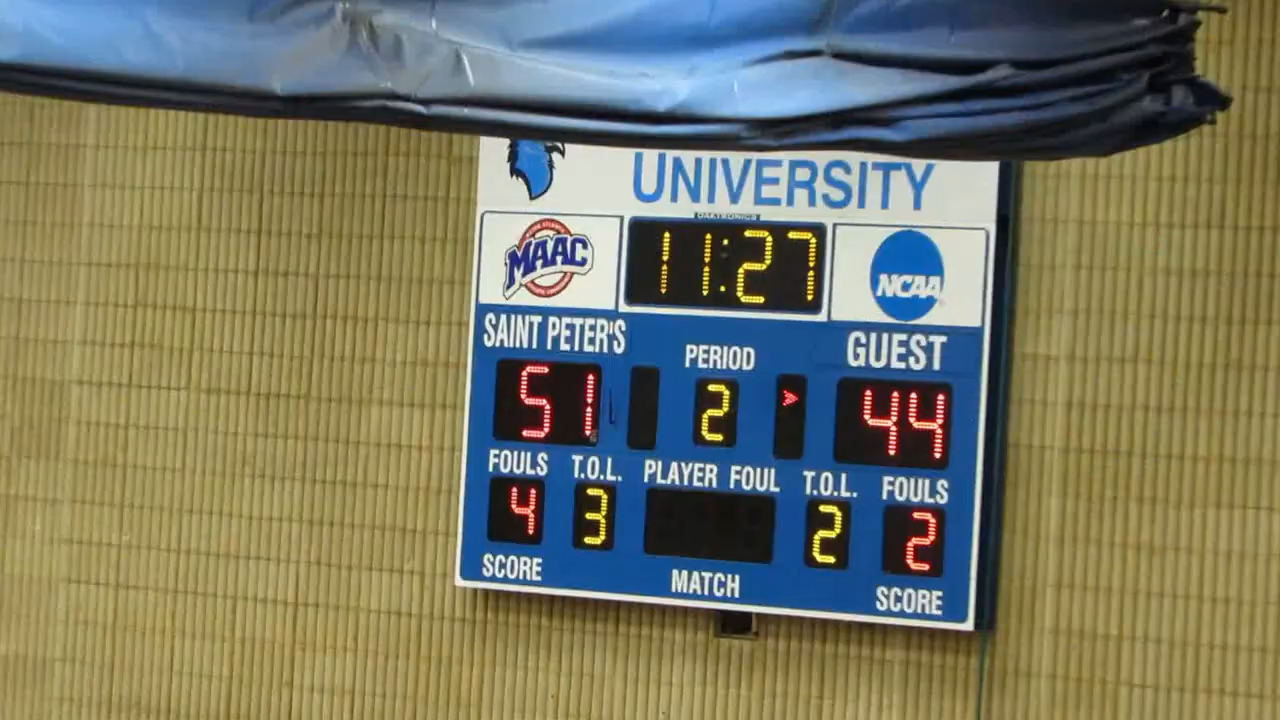 UNIVERSITY
DAKTRONICS
MAAC
11:27
NCAA
SAINT PETER'S
PERIOD
GUEST
51
2
>
44
FOULS
T.O.L.
PLAYER FOUL
T.O.L.
FOULS
4
3
2
2
SCORE
MATCH
SCORE